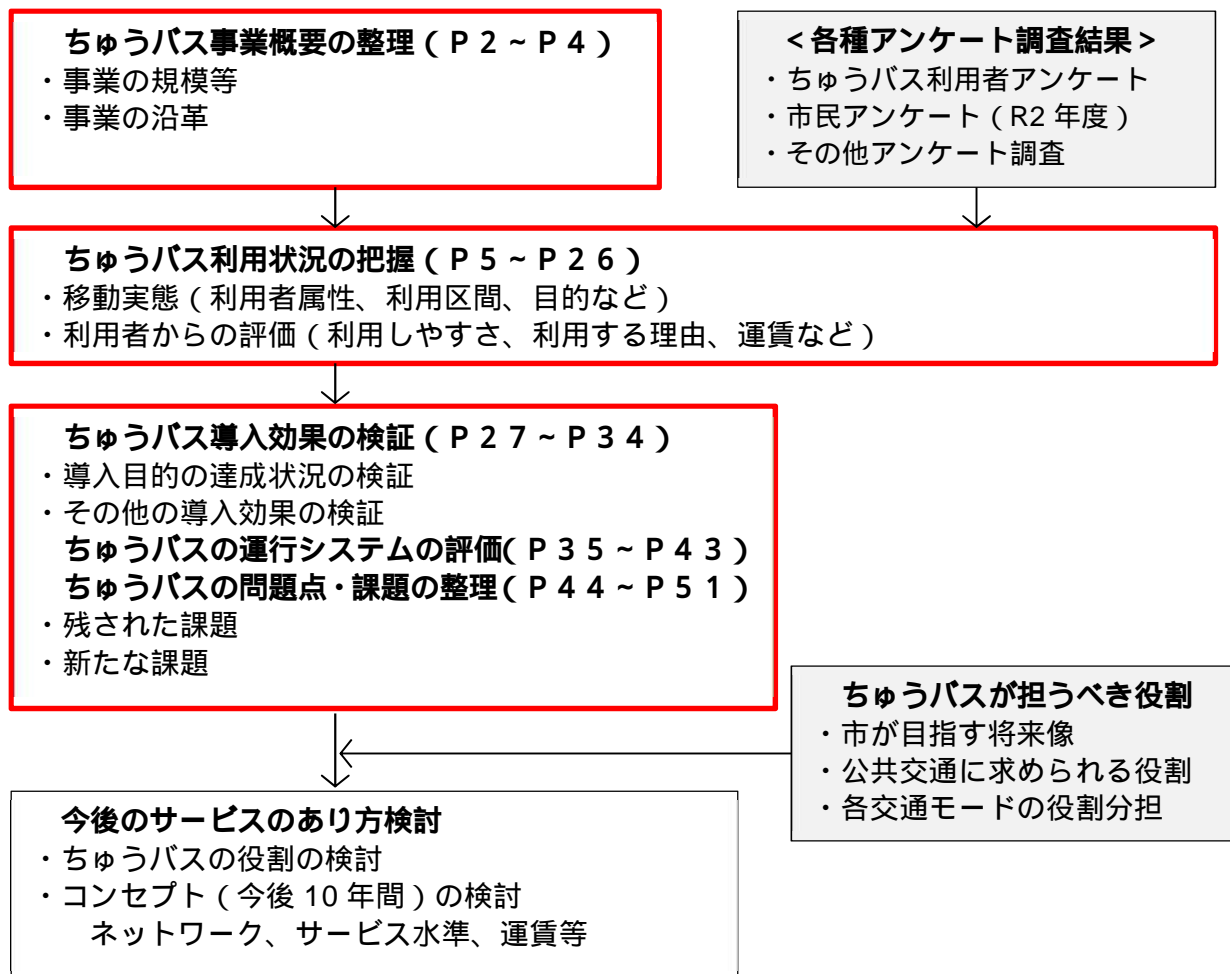 ちゅうバス事業概要の整理(P2~P4)
・事業の規模等
・事業の沿革
<各種アンケート調査結果>
・ちゅうバス利用者アンケート
・市民アンケート(R2 年度)
・その他アンケート調査
ちゅうバス利用状況の把握(P5~P26)
・移動実態(利用者属性、利用区間、目的など)
・利用者からの評価(利用しやすさ、利用する理由、運賃など)
ちゅうバス導入効果の検証(P27~P34)
・導入目的の達成状況の検証
・その他の導入効果の検証
ちゅうバスの運行システムの評価(P35~P43)
ちゅうバスの問題点・課題の整理(P44~P51)
・残された課題
・新たな課題
ちゅうバスが担うべき役割
・市が目指す将来像
・公共交通に求められる役割
・各交通モードの役割分担
今後のサービスのあり方検討
・ちゅうバスの役割の検討
・コンセプト(今後 10 年間)の検討
ネットワーク、サービス水準、運賃等